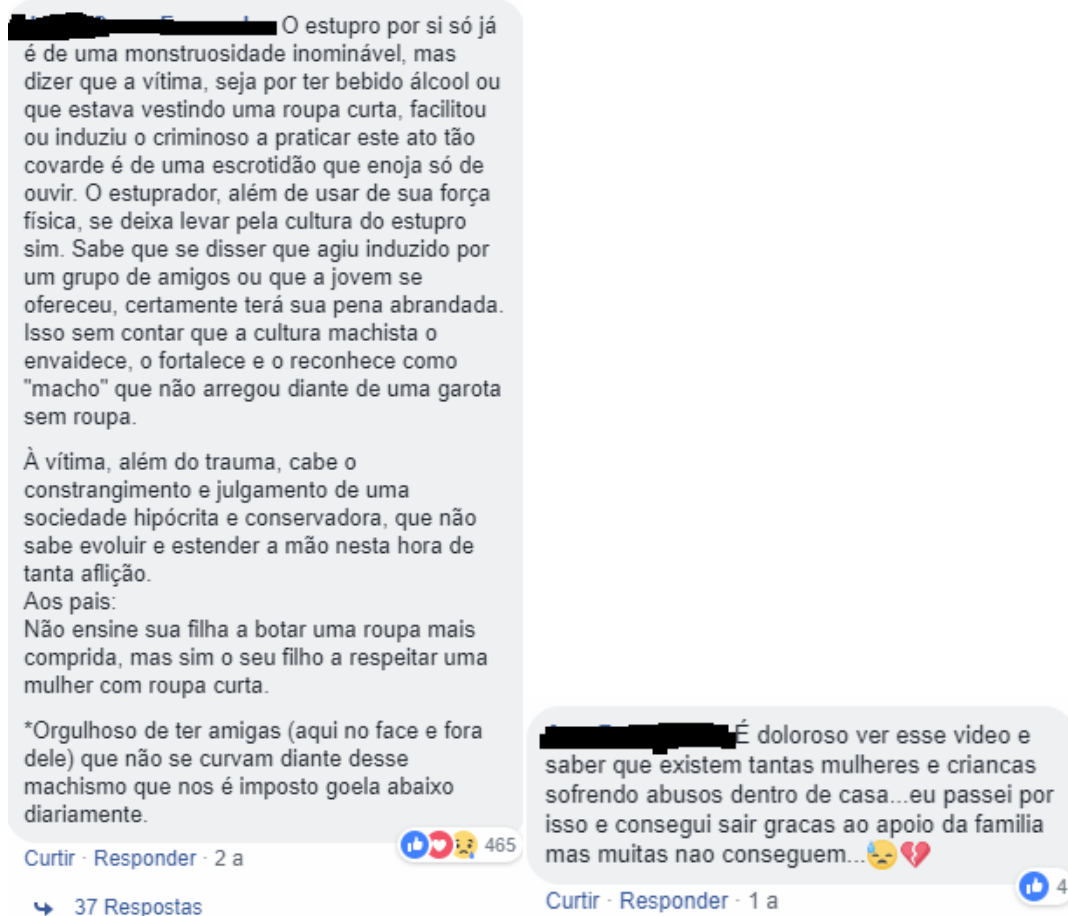 O estupro por si só já
é de uma monstruosidade inominável, mas
dizer que a vítima, seja por ter bebido álcool ou
que estava vestindo uma roupa curta, facilitou
ou induziu o criminoso a praticar este ato tão
covarde é de uma escrotidão que enoja só de
ouvir. O estuprador, além de usar de sua força
física, se deixa levar pela cultura do estupro
sim. Sabe que se disser que agiu induzido por
um grupo de amigos ou que a jovem se
ofereceu, certamente terá sua pena abrandada.
Isso sem contar que a cultura machista o
envaidece, o fortalece e o reconhece como
"macho" que não arregou diante de uma garota
sem roupa.
À vítima, além do trauma, cabe o
constrangimento e julgamento de uma
sociedade hipócrita e conservadora, que não
sabe evoluir e estender a mão nesta hora de
tanta aflição.
Aos pais:
Não ensine sua filha a botar uma roupa mais
comprida, mas sim o seu filho a respeitar uma
mulher com roupa curta.
*Orgulhoso de ter amigas (aqui no face e fora
dele) que não se curvam diante desse
machismo que nos é imposto goela abaixo
diariamente.
465
Curtir · Responder · 2 a
37 Respostas
É doloroso ver esse video e
saber que existem tantas mulheres e criancas
sofrendo abusos dentro de casa...eu passei por
isso e consegui sair gracas ao apoio da familia
mas muitas nao conseguem...😓💔
4
Curtir · Responder · 1 a